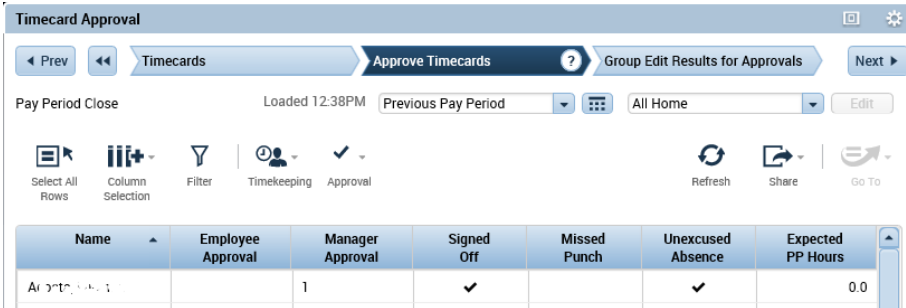 Timecard Approval
Prev Timecards Approve Timecards ? Group Edit Results for Approvals Next
Pay Period Close Loaded 12:38PM Previous Pay Period All Home Edit
Select All Rows Column Selection Filter Timekeeping Approval Refresh Share Go To
Name Employee Approval Manager Approval Signed Off Missed Punch Unexcused Absence Expected PP Hours
1 0.0